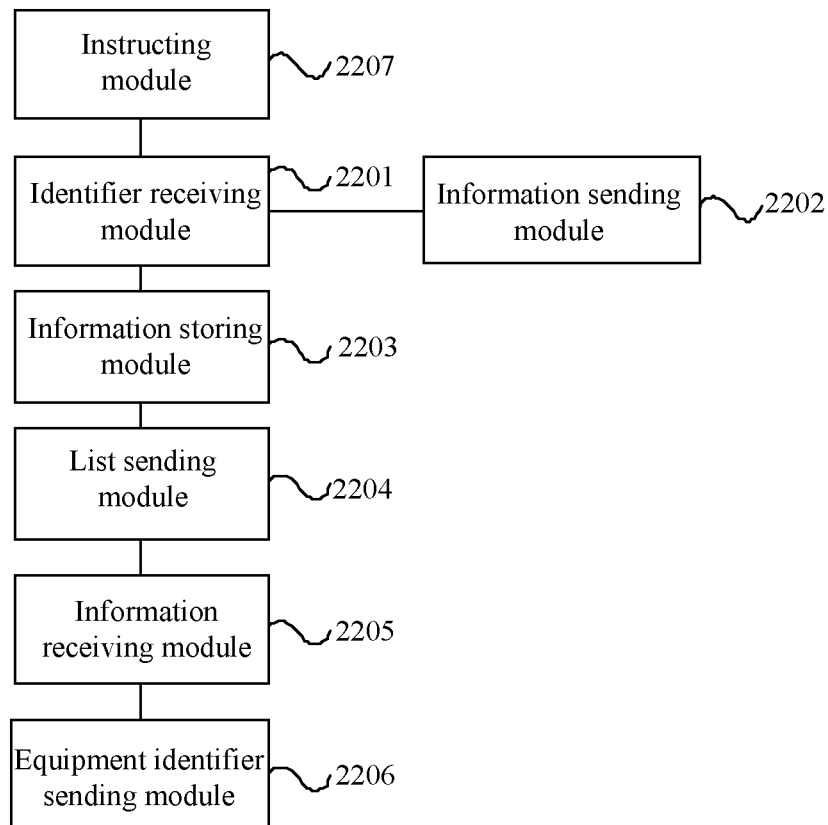 Instructing
module
2207
Identifier receiving
module
2201
Information sending
module
2202
Information storing
module
2203
List sending
module
2204
Information
receiving module
2205
Equipment identifier
sending module
2206